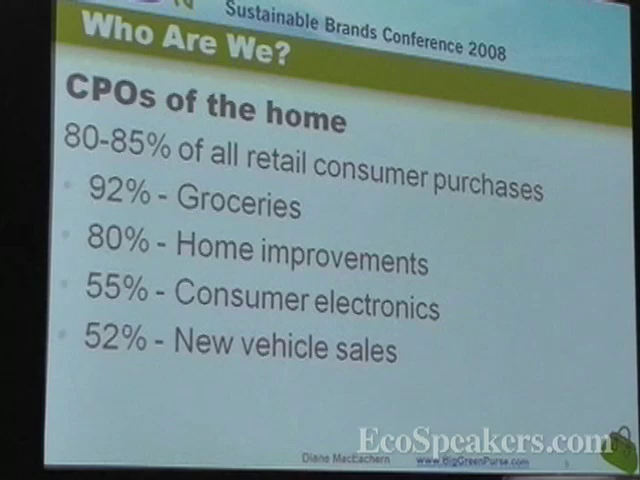 Sustainable Brands Conference 2008
Who Are We?
CPOs of the home
80-85% of all retail consumer purchases
92% - Groceries
80% - Home improvements
55% - Consumer electronics
52% - New vehicle sales
EcoSpeakers.com
Diane MacEachern www.BigGreenPurse.com